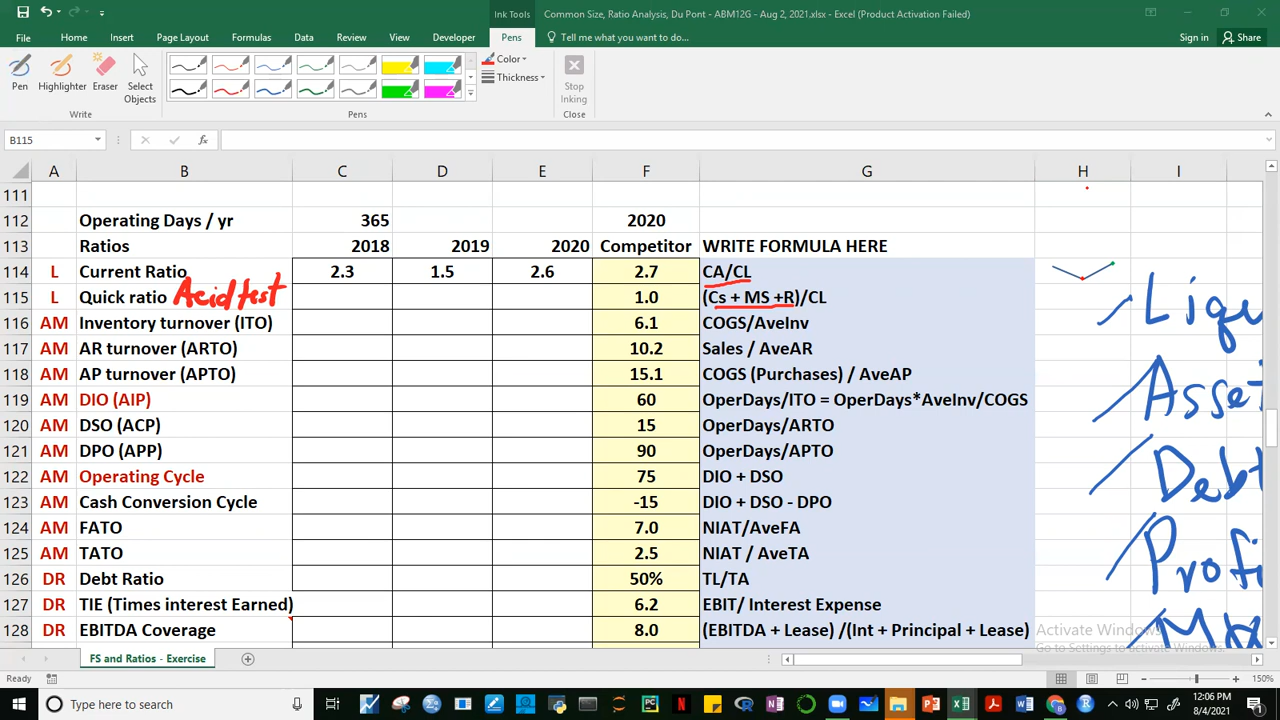 Ink Tools
Common Size, Ratio Analysis, Du Pont - ABM12G - Aug 2, 2021.xlsx - Excel (Product Activation Failed)
File Home Insert Formulas Data Review View Developer Pens Tell me what you want to do... Sign in Share
Pen Highlighter Eraser Select Objects Color Thickness Stop Inking
Write Pens Close
B115 fx
A B C D E F G H I
111
112 Operating Days / yr 365 2020
113 Ratios 2018 2019 2020 Competitor WRITE FORMULA HERE
114 L Current Ratio 2.3 1.5 2.6 2.7 CA/CL
115 L Quick ratio Acid test 1.0 (Cs + MS +R)/CL
116 AM Inventory turnover (ITO) 6.1 COGS/AveInv
117 AM AR turnover (ARTO) 10.2 Sales / AveAR
118 AM AP turnover (APTO) 15.1 COGS (Purchases) / AveAP
119 AM DIO (AIP) 60 OperDays/ITO = OperDays*AveInv/COGS
120 AM DSO (ACP) 15 OperDays/ARTO
121 AM DPO (APP) 90 OperDays/APTO
122 AM Operating Cycle 75 DIO + DSO
123 AM Cash Conversion Cycle -15 DIO + DSO - DPO
124 AM FATO 7.0 NIAT/AveFA
125 AM TATO 2.5 NIAT / AveTA
126 DR Debt Ratio 50% TL/TA
127 DR TIE (Times interest Earned) 6.2 EBIT/ Interest Expense
128 DR EBITDA Coverage 8.0 (EBITDA + Lease) /(Int + Principal + Lease)
Liqu
Asset
Debt
Profi
Activate Windows
Go to Settings to activate Windows.
FS and Ratios - Exercise
Ready 150%
Type here to search 12:06 PM
8/4/2021